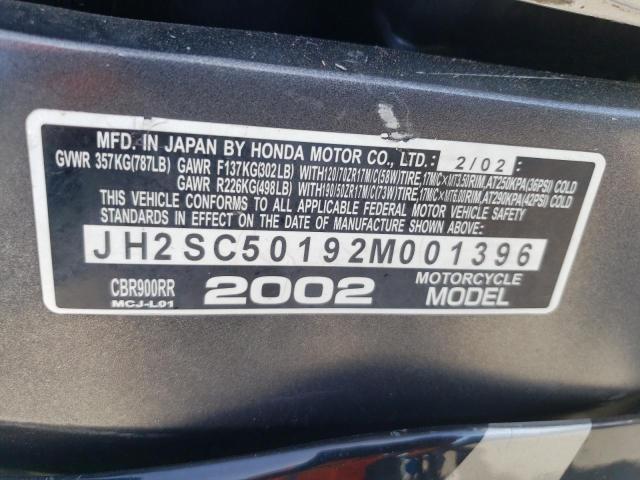 MFD. IN JAPAN BY HONDA MOTOR CO., LTD. 2/02
GVWR 357KG(787LB) GAWR F137KG(302LB)WITH120/70ZR17M/C(58W)TIRE,17M/C×MT3.50RIM,AT250KPA(36PSI)COLD
GAWR R226KG(498LB)WITH190/50ZR17M/C(73W)TIRE,17M/C×MT6.00RIM,AT290KPA(42PSI)COLD
THIS VEHICLE CONFORMS TO ALL APPLICABLE FEDERAL MOTOR VEHICLE SAFETY
STANDARDS IN EFFECT ON THE DATE OF MANUFACTURE SHOWN ABOVE.
JH2SC50192M001396
CBR900RR 2002 MOTORCYCLE
MCJ-L01 MODEL